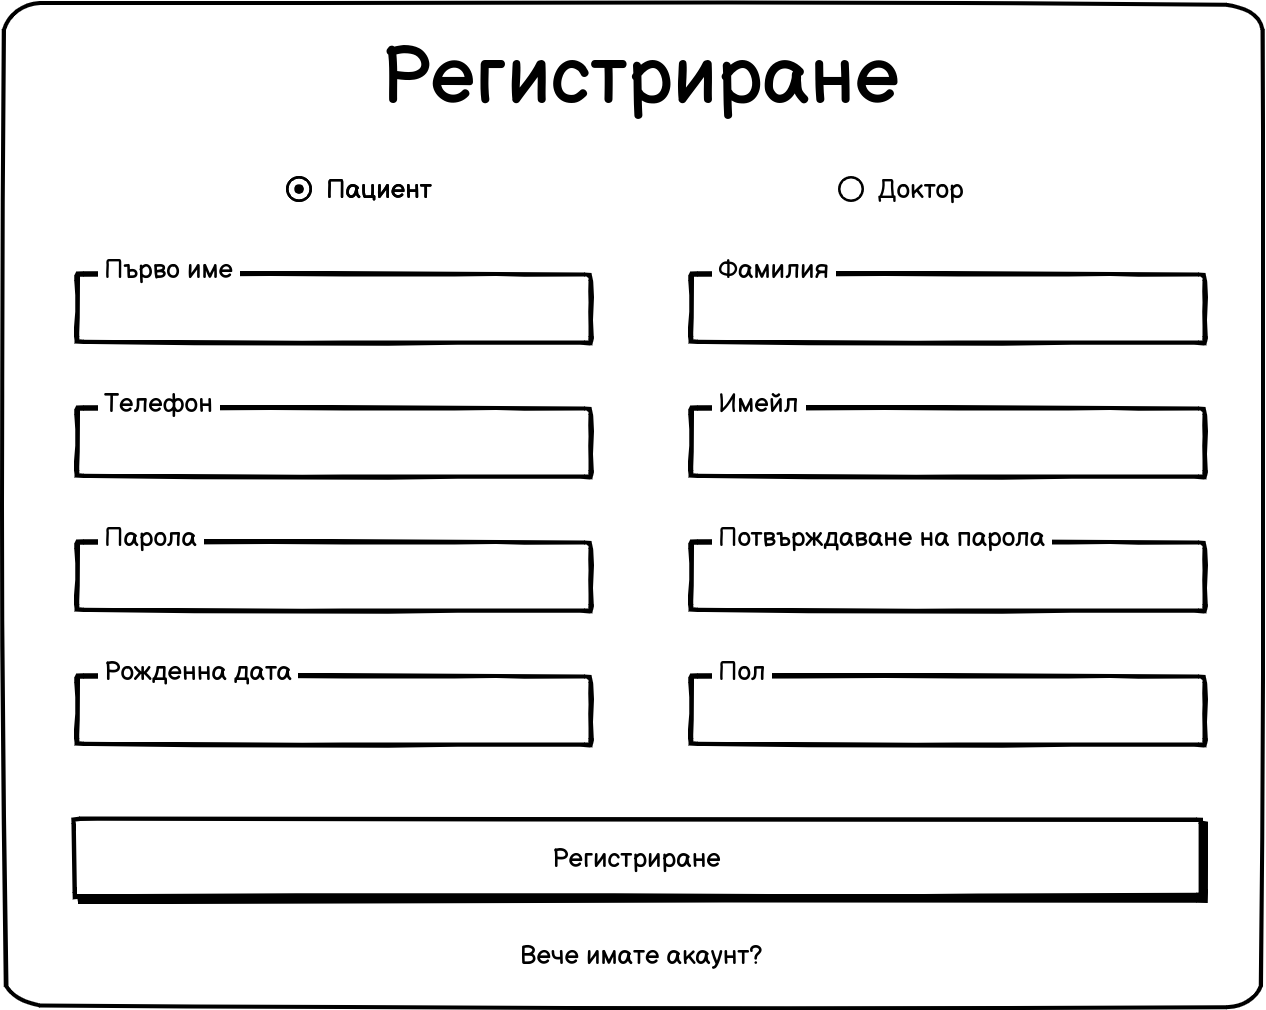 Регистриране
Пациент
Доктор
Първо име
Фамилия
Телефон
Имейл
Парола
Потвърждаване на парола
Рожденна дата
Пол
Регистриране
Вече имате акаунт?